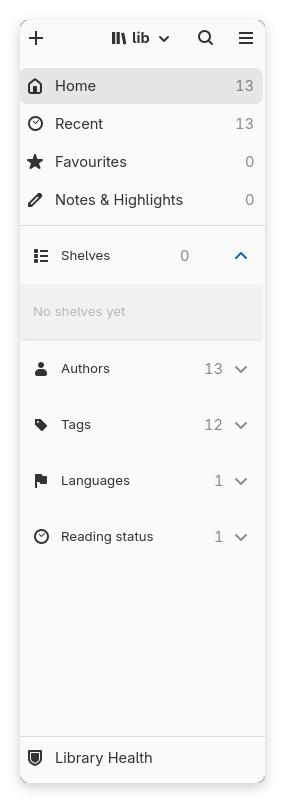 lib
Home 13
Recent 13
Favourites 0
Notes & Highlights 0
Shelves 0
No shelves yet
Authors 13
Tags 12
Languages 1
Reading status 1
Library Health